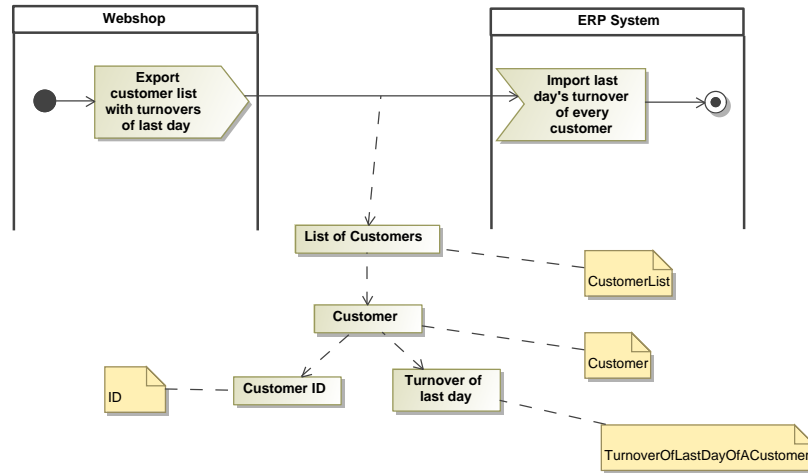 Webshop
ERP System
Export
customer list
with turnovers
of last day
Import last
day's turnover
of every
customer
List of Customers
CustomerList
Customer
Customer
Customer ID
ID
Turnover of
last day
TurnoverOfLastDayOfACustomer